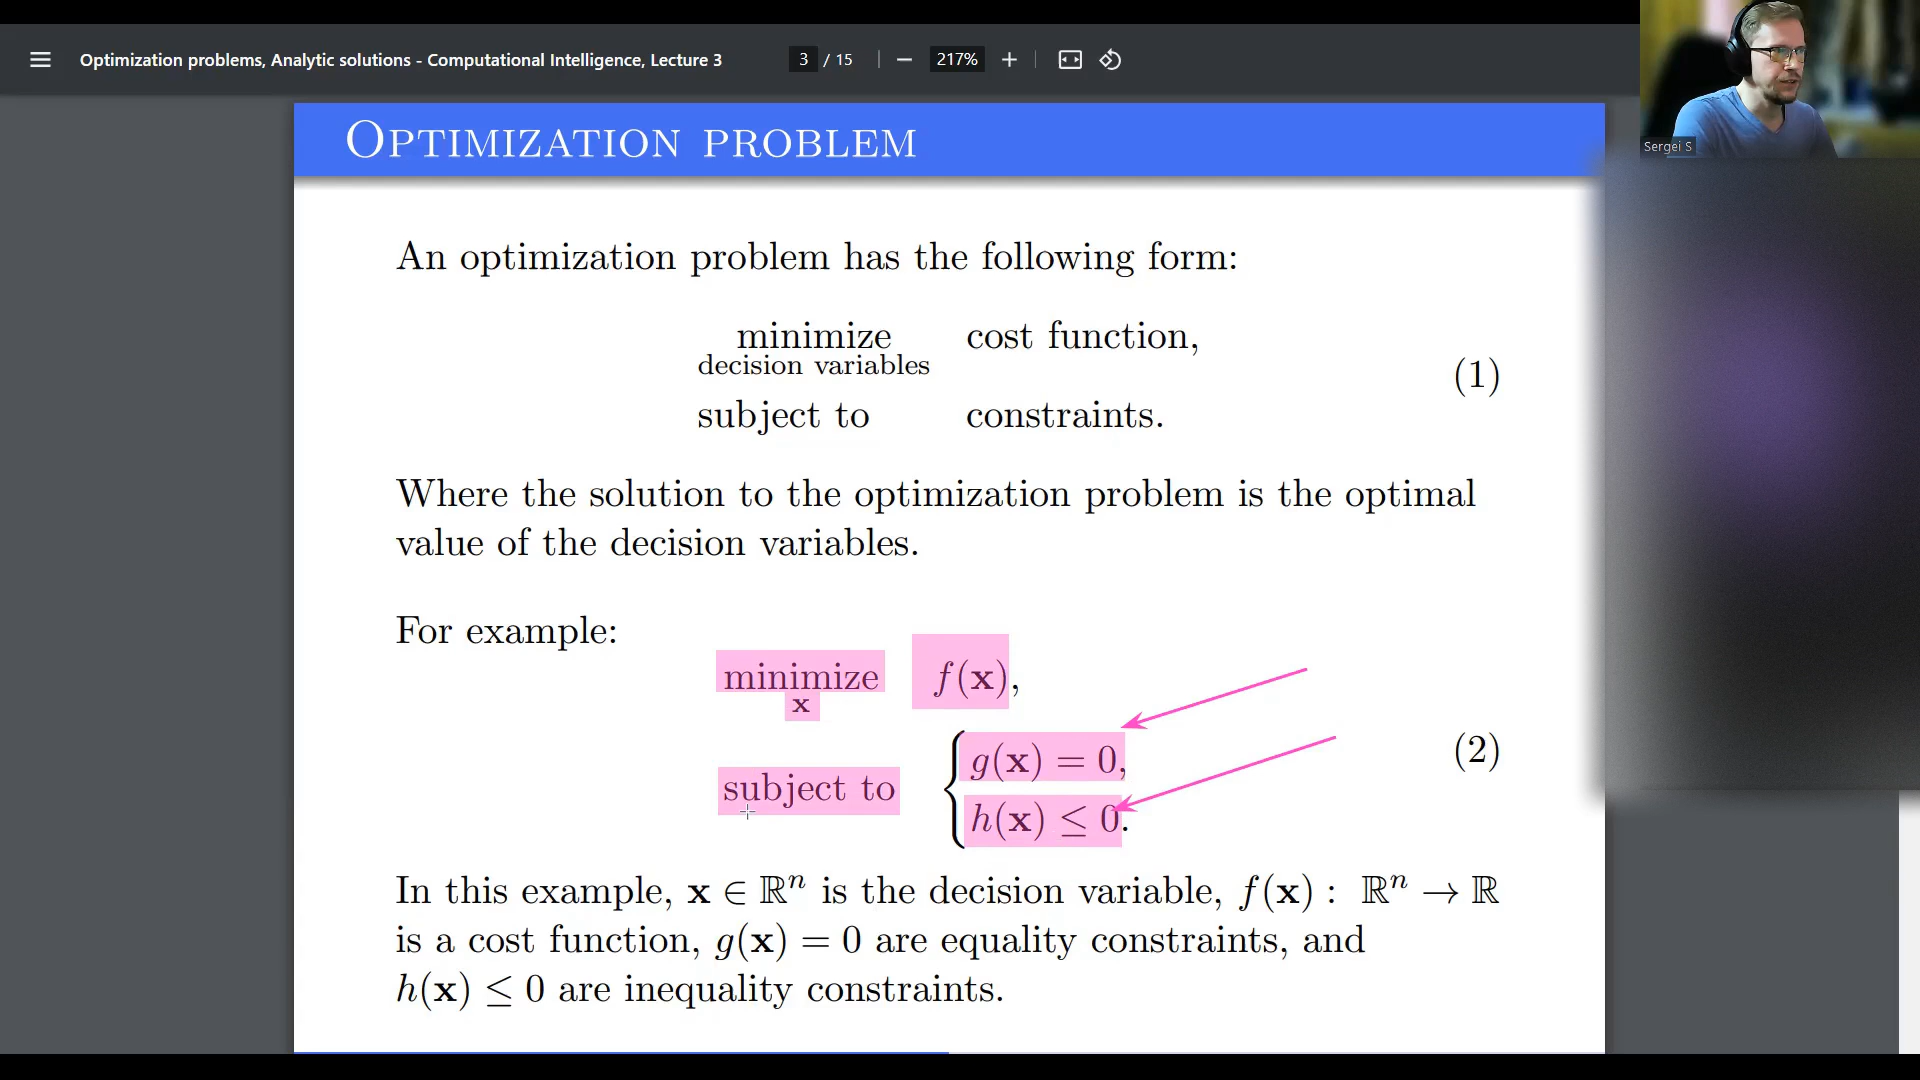 Optimization problems, Analytic solutions - Computational Intelligence, Lecture 3
3 / 15
217%
Sergei S
OPTIMIZATION PROBLEM
An optimization problem has the following form:
minimize cost function,
decision variables
(1)
subject to constraints.
Where the solution to the optimization problem is the optimal
value of the decision variables.
For example:
minimize f(x),
x
g(x) = 0,
subject to
(2)
h(x) ≤ 0.
In this example, x ∈ ℝⁿ is the decision variable, f(x) : ℝⁿ → ℝ
is a cost function, g(x) = 0 are equality constraints, and
h(x) ≤ 0 are inequality constraints.